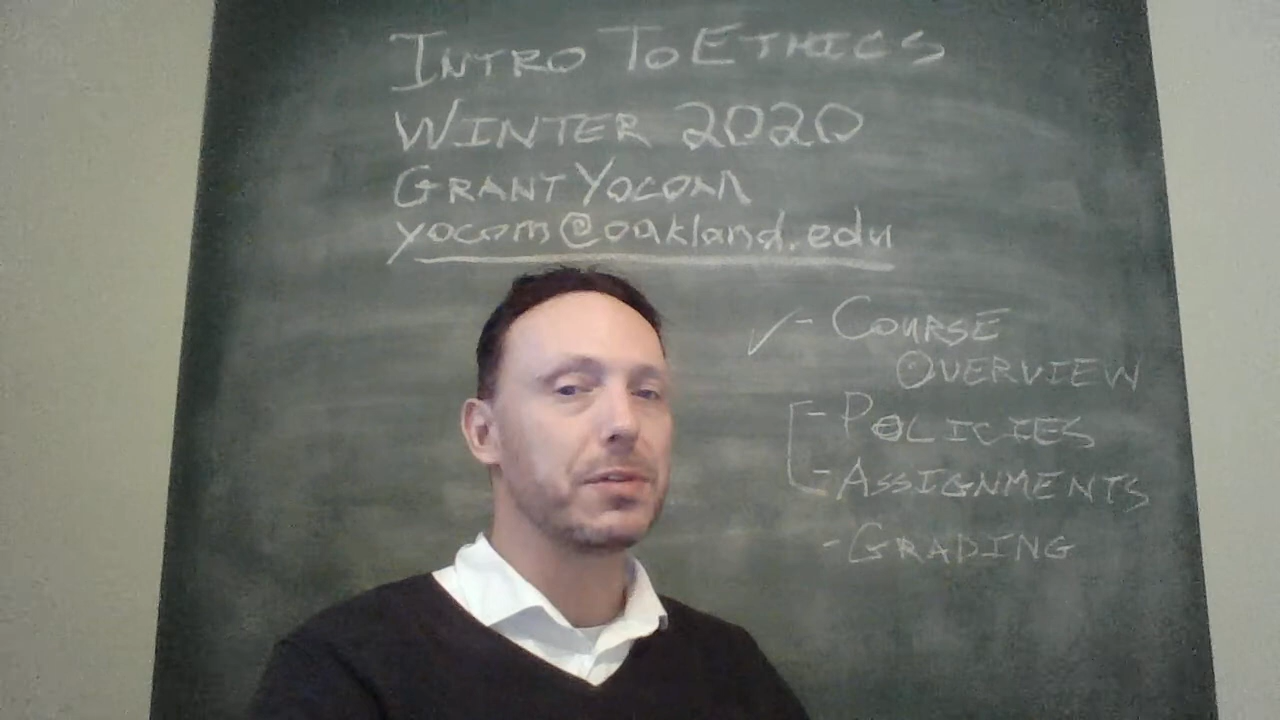 INTRO TO ETHICS
WINTER 2020
GRANT YOCOM
yocom@oakland.edu
✓ - COURSE
OVERVIEW
- POLICIES
- ASSIGNMENTS
- GRADING